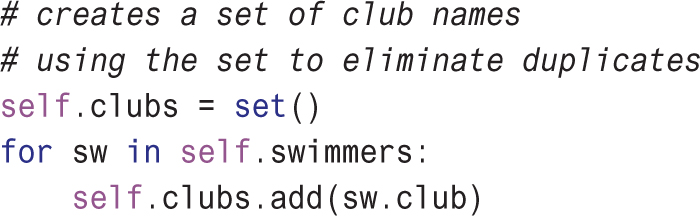 # creates a set of club names
# using the set to eliminate duplicates
self.clubs = set()
for sw in self.swimmers:
    self.clubs.add(sw.club)